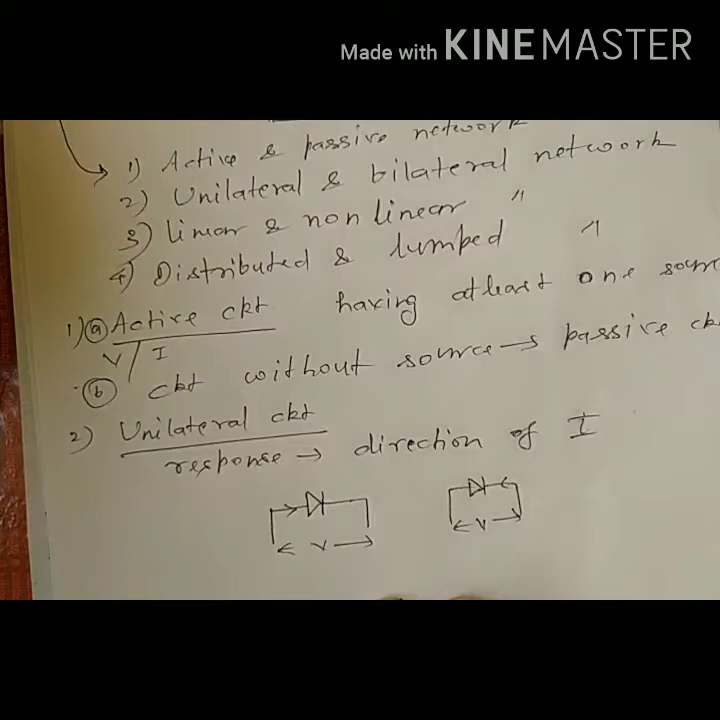 Made with KINEMASTER
1) Active & passive network
2) Unilateral & bilateral network
3) linear & non linear "
4) Distributed & lumped "
1) a Active ckt having atleast one sour
V/I
b ckt without source → passive ck
2) Unilateral ckt
response → direction of I
← V → ← V →